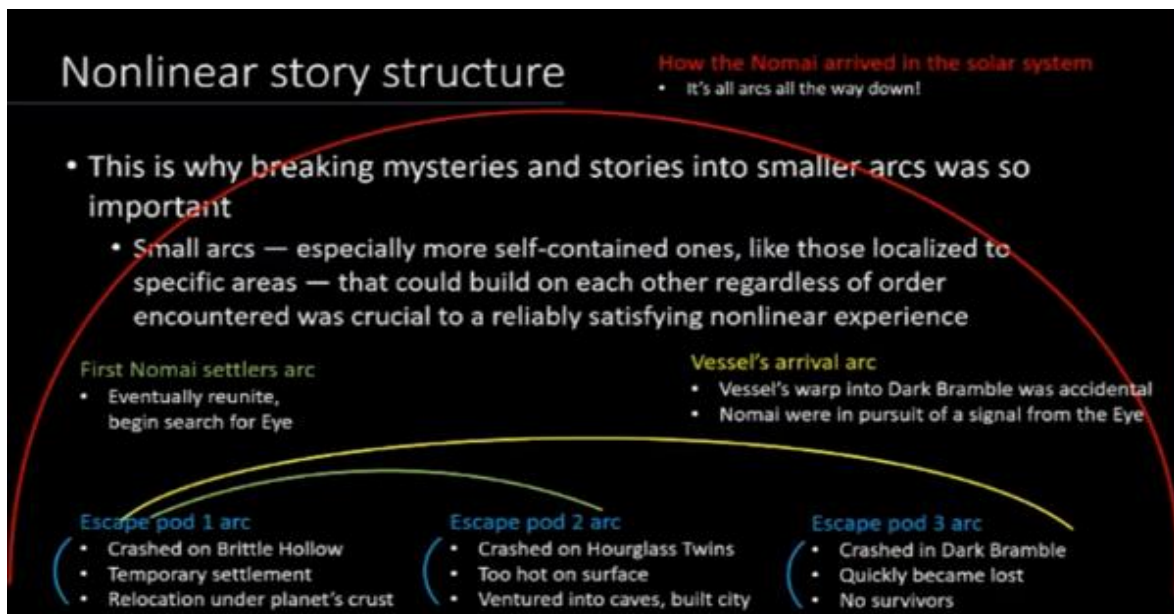 Nonlinear story structure
How the Nomai arrived in the solar system
• It's all arcs all the way down!
• This is why breaking mysteries and stories into smaller arcs was so
important
• Small arcs — especially more self-contained ones, like those localized to
specific areas — that could build on each other regardless of order
encountered was crucial to a reliably satisfying nonlinear experience
First Nomai settlers arc
• Eventually reunite,
begin search for Eye
Vessel's arrival arc
• Vessel's warp into Dark Bramble was accidental
• Nomai were in pursuit of a signal from the Eye
Escape pod 1 arc
• Crashed on Brittle Hollow
• Temporary settlement
• Relocation under planet's crust
Escape pod 2 arc
• Crashed on Hourglass Twins
• Too hot on surface
• Ventured into caves, built city
Escape pod 3 arc
• Crashed in Dark Bramble
• Quickly became lost
• No survivors